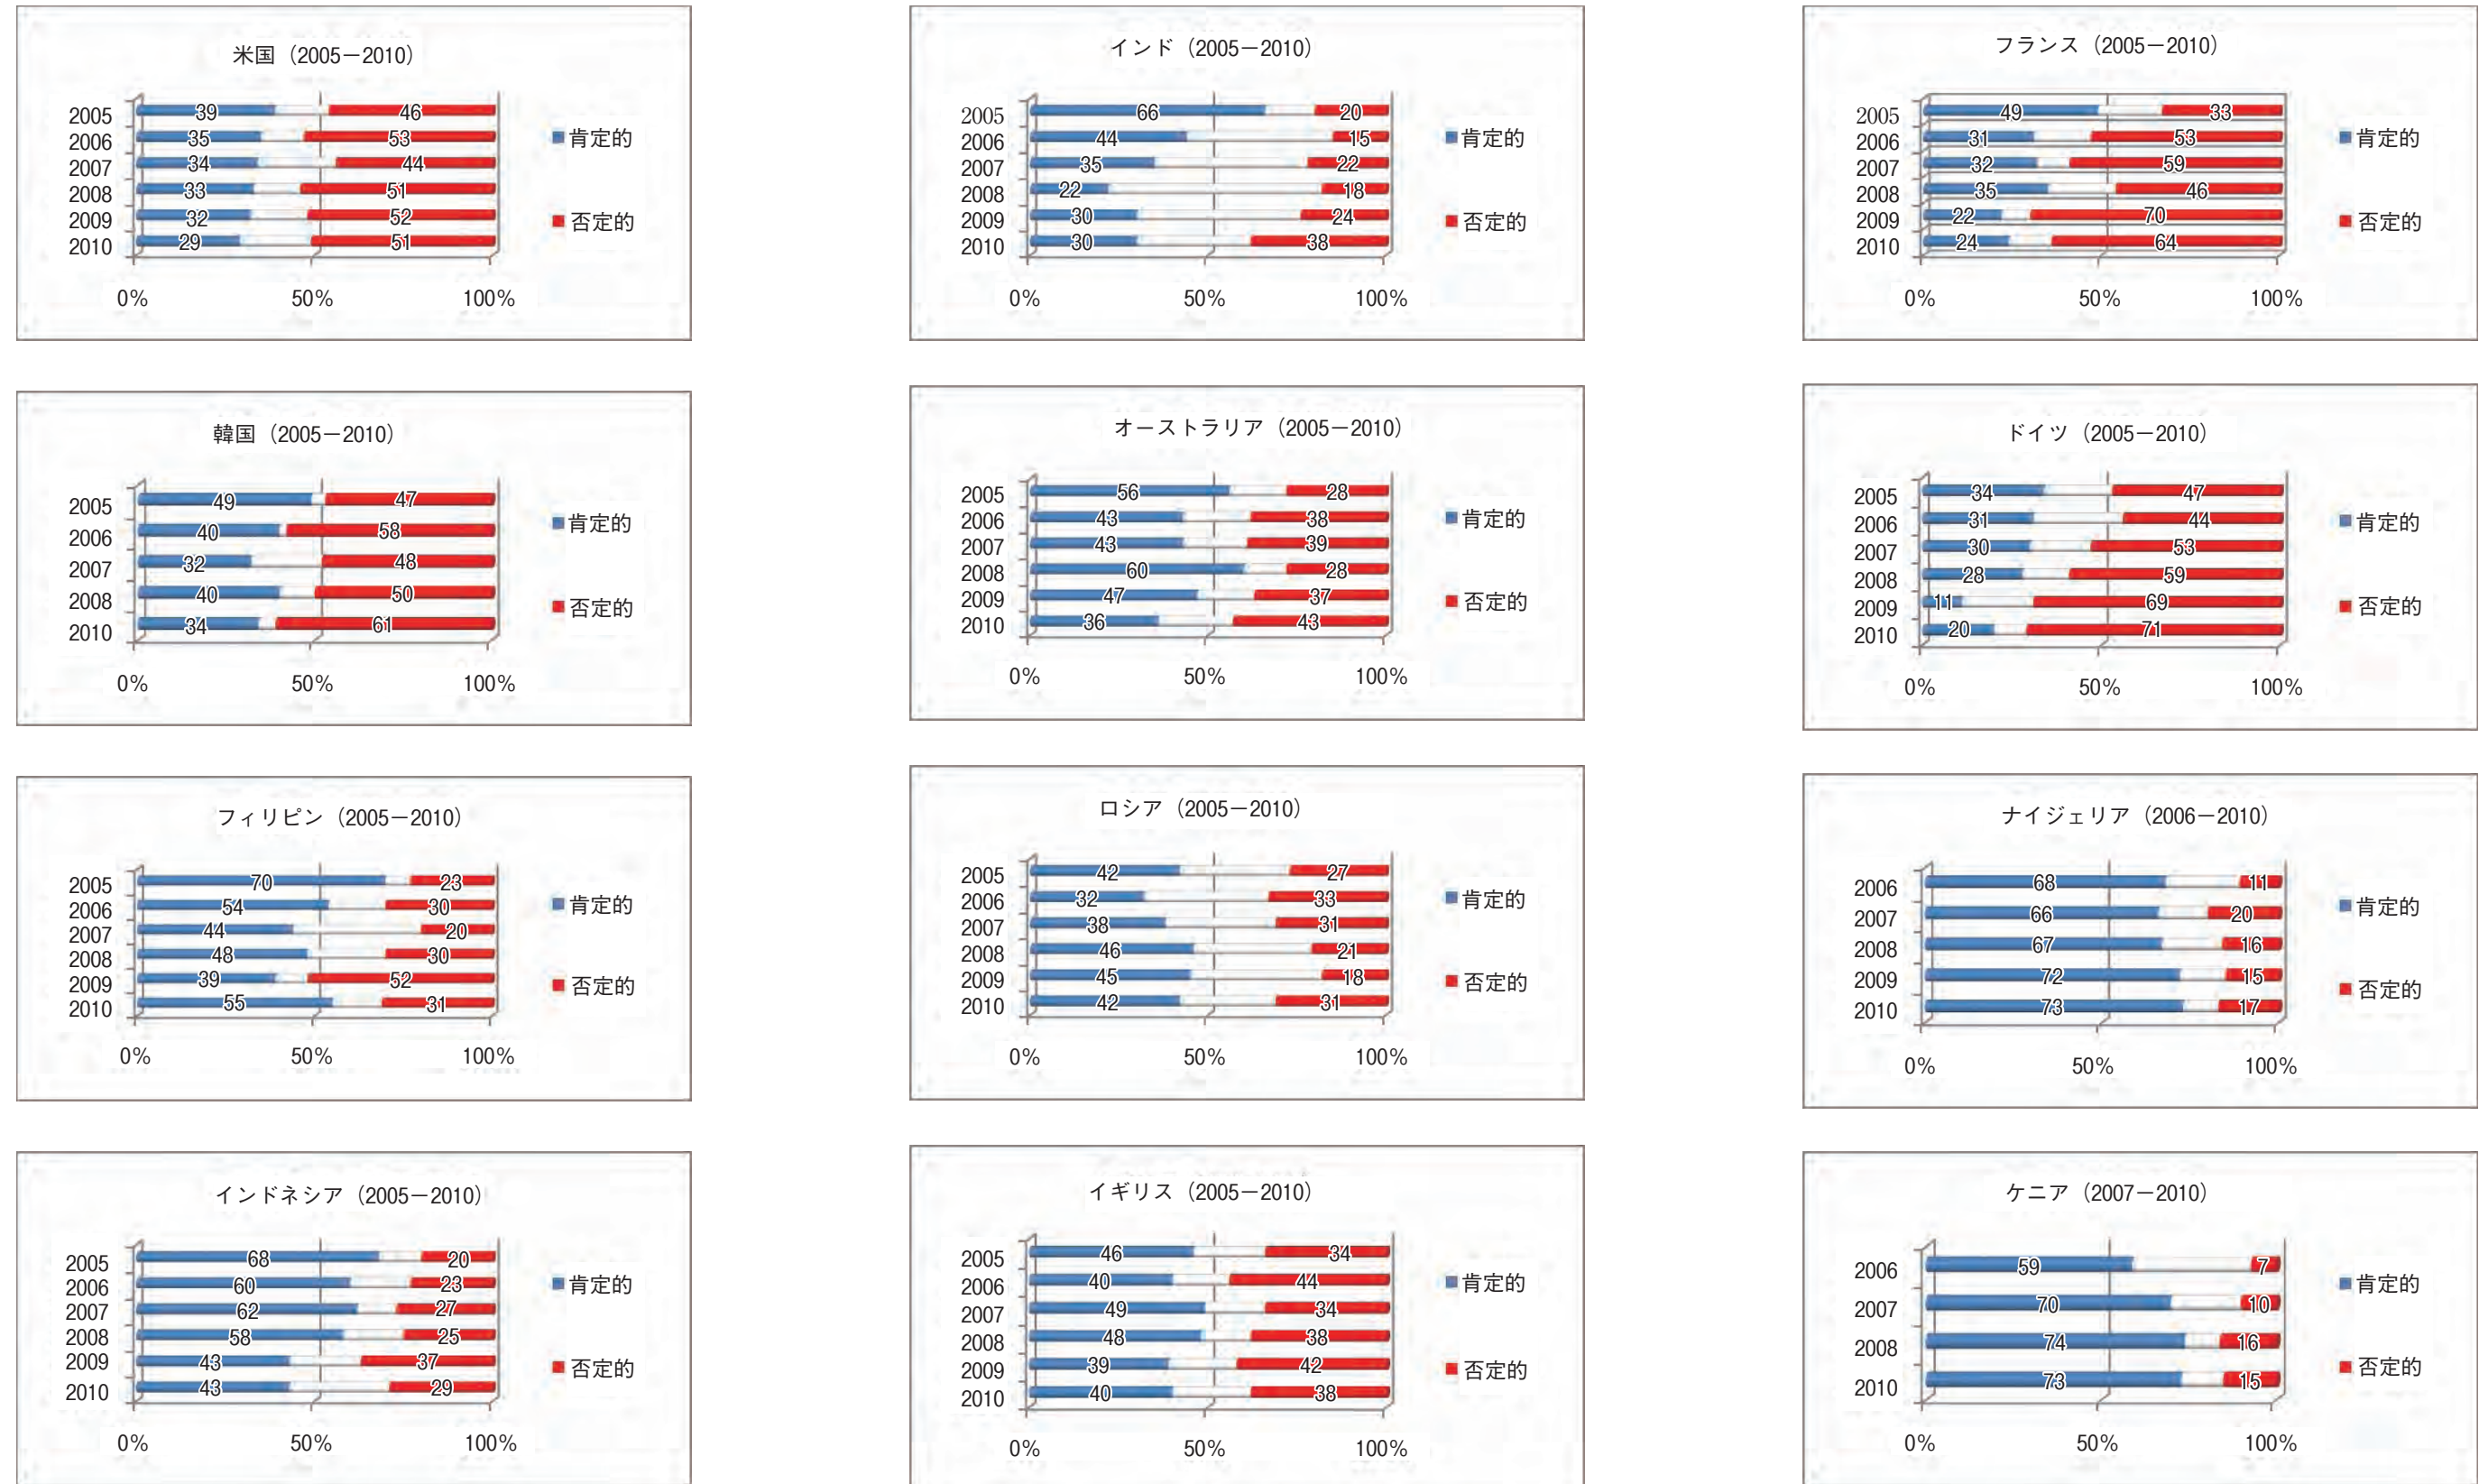 米国（2005－2010）
2005 39 46
2006 35 53
2007 34 44
2008 33 51
2009 32 52
2010 29 51
0% 50% 100%
肯定的
否定的
インド（2005－2010）
2005 66 20
2006 44 15
2007 35 22
2008 22 18
2009 30 24
2010 30 38
0% 50% 100%
肯定的
否定的
フランス（2005－2010）
2005 49 33
2006 31 53
2007 32 59
2008 35 46
2009 22 70
2010 24 64
0% 50% 100%
肯定的
否定的
韓国（2005－2010）
2005 49 47
2006 40 58
2007 32 48
2008 40 50
2010 34 61
0% 50% 100%
肯定的
否定的
オーストラリア（2005－2010）
2005 56 28
2006 43 38
2007 43 39
2008 60 28
2009 47 37
2010 36 43
0% 50% 100%
肯定的
否定的
ドイツ（2005－2010）
2005 34 47
2006 31 44
2007 30 53
2008 28 59
2009 11 69
2010 20 71
0% 50% 100%
肯定的
否定的
フィリピン（2005－2010）
2005 70 23
2006 54 30
2007 44 20
2008 48 30
2009 39 52
2010 55 31
0% 50% 100%
肯定的
否定的
ロシア（2005－2010）
2005 42 27
2006 32 33
2007 38 31
2008 46 21
2009 45 18
2010 42 31
0% 50% 100%
肯定的
否定的
ナイジェリア（2006－2010）
2006 68 11
2007 66 20
2008 67 16
2009 72 15
2010 73 17
0% 50% 100%
肯定的
否定的
インドネシア（2005－2010）
2005 68 20
2006 60 23
2007 62 27
2008 58 25
2009 43 37
2010 43 29
0% 50% 100%
肯定的
否定的
イギリス（2005－2010）
2005 46 34
2006 40 44
2007 49 34
2008 48 38
2009 39 42
2010 40 38
0% 50% 100%
肯定的
否定的
ケニア（2007－2010）
2006 59 7
2007 70 10
2008 74 16
2010 73 15
0% 50% 100%
肯定的
否定的